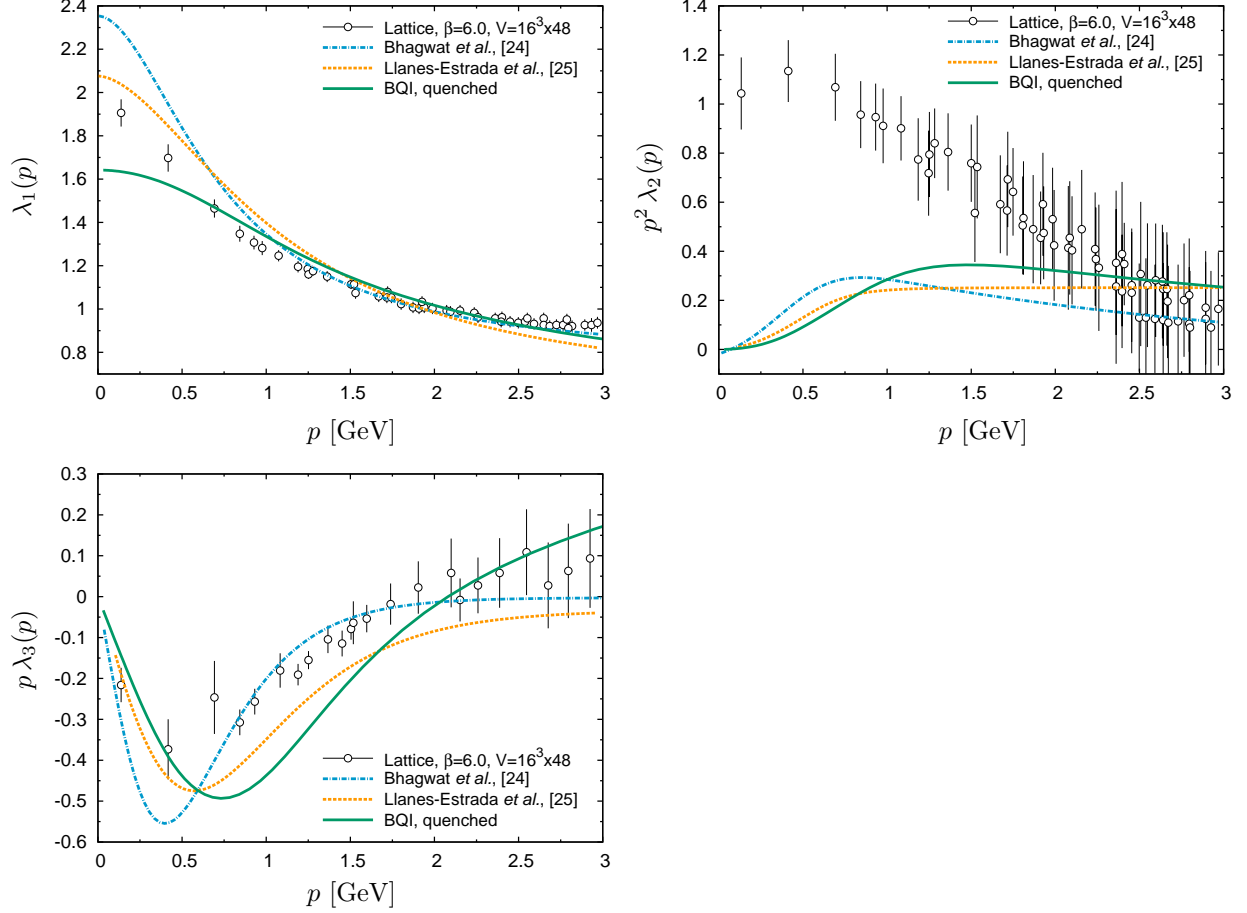 Lattice, β=6.0, V=16³x48
Bhagwat et al., [24]
Llanes-Estrada et al., [25]
BQI, quenched
λ₁(p)
2.4
2.2
2
1.8
1.6
1.4
1.2
1
0.8
0 0.5 1 1.5 2 2.5 3
p [GeV]
Lattice, β=6.0, V=16³x48
Bhagwat et al., [24]
Llanes-Estrada et al., [25]
BQI, quenched
p² λ₂(p)
1.4
1.2
1
0.8
0.6
0.4
0.2
0
0 0.5 1 1.5 2 2.5 3
p [GeV]
p λ₃(p)
0.3
0.2
0.1
0
-0.1
-0.2
-0.3
-0.4
-0.5
-0.6
Lattice, β=6.0, V=16³x48
Bhagwat et al., [24]
Llanes-Estrada et al., [25]
BQI, quenched
0 0.5 1 1.5 2 2.5 3
p [GeV]